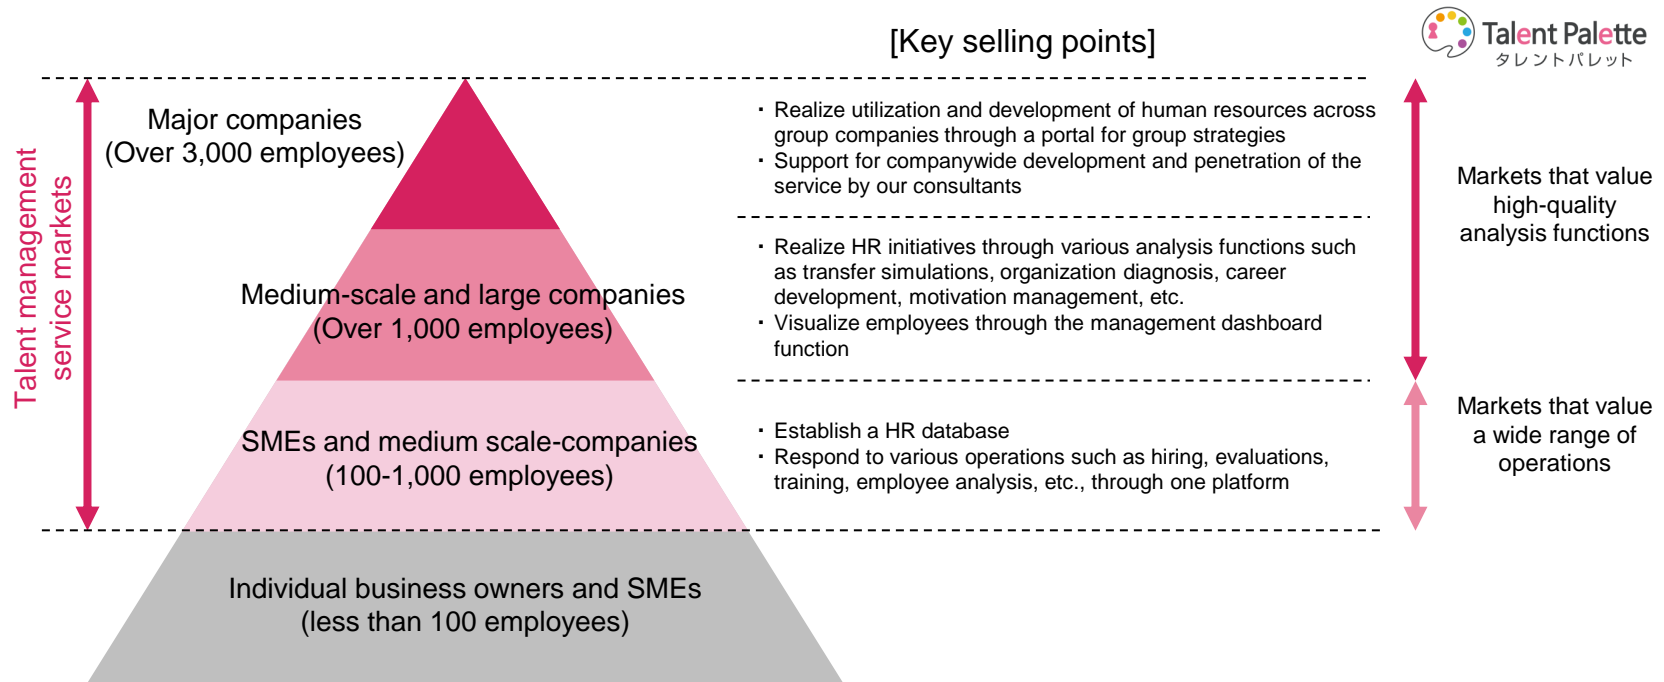 [Key selling points]
Talent Palette
タレントパレット
Talent management
service markets
Major companies
(Over 3,000 employees)
・Realize utilization and development of human resources across
group companies through a portal for group strategies
・Support for companywide development and penetration of the
service by our consultants
Markets that value
high-quality
analysis functions
Medium-scale and large companies
(Over 1,000 employees)
・Realize HR initiatives through various analysis functions such
as transfer simulations, organization diagnosis, career
development, motivation management, etc.
・Visualize employees through the management dashboard
function
SMEs and medium scale-companies
(100-1,000 employees)
・Establish a HR database
・Respond to various operations such as hiring, evaluations,
training, employee analysis, etc., through one platform
Markets that value
a wide range of
operations
Individual business owners and SMEs
(less than 100 employees)